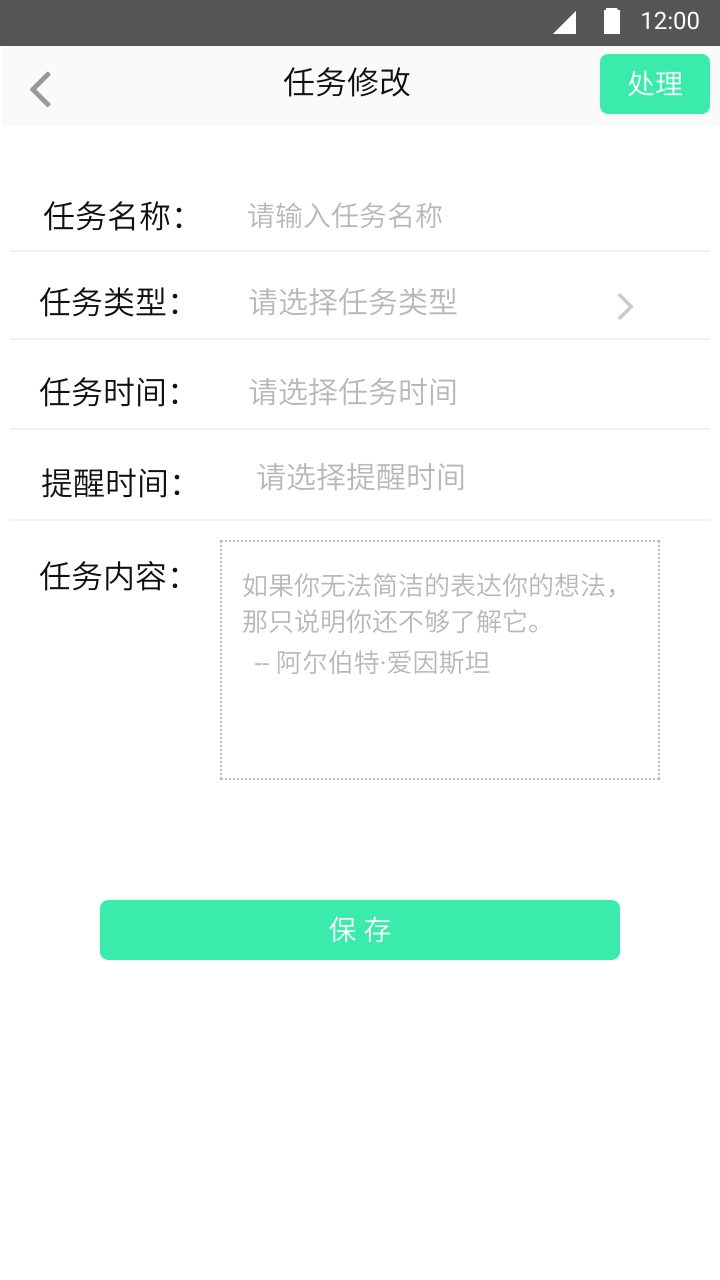 12:00
任务修改
处理
任务名称：
请输入任务名称
任务类型：
请选择任务类型
任务时间：
请选择任务时间
提醒时间：
请选择提醒时间
任务内容：
如果你无法简洁的表达你的想法，
那只说明你还不够了解它。
-- 阿尔伯特·爱因斯坦
保 存